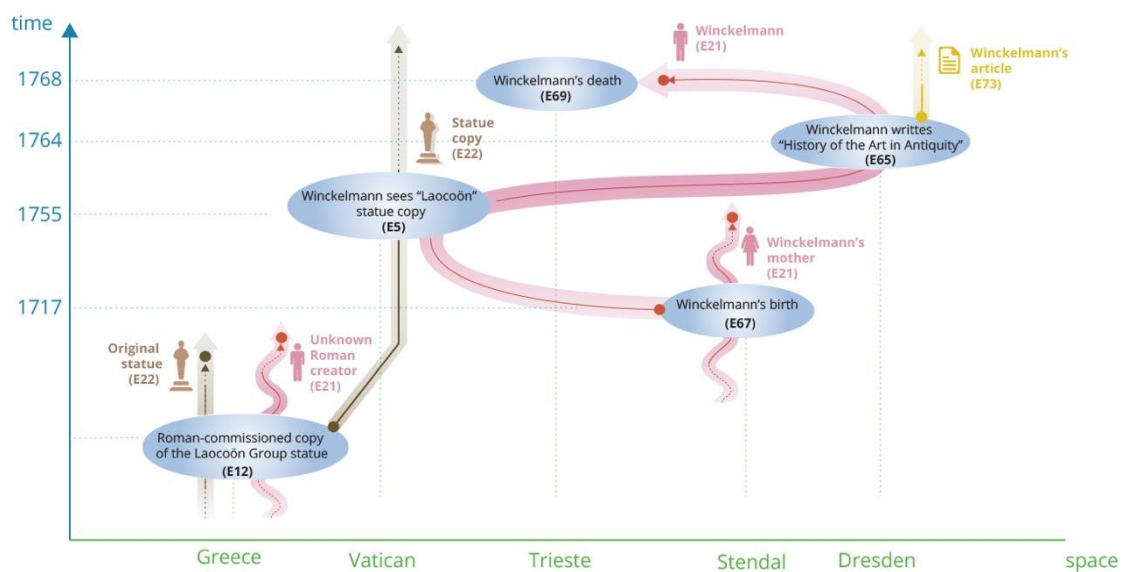 time
1768
1764
1755
1717
Winckelmann
(E21)
Winckelmann's
article
(E73)
Winckelmann's death
(E69)
Statue
copy
(E22)
Winckelmann writtes
“History of the Art in Antiquity”
(E65)
Winckelmann sees “Laocoön”
statue copy
(E5)
Winckelmann's
mother
(E21)
Winckelmann's birth
(E67)
Original
statue
(E22)
Unknown
Roman
creator
(E21)
Roman-commissioned copy
of the Laocoön Group statue
(E12)
Greece
Vatican
Trieste
Stendal
Dresden
space